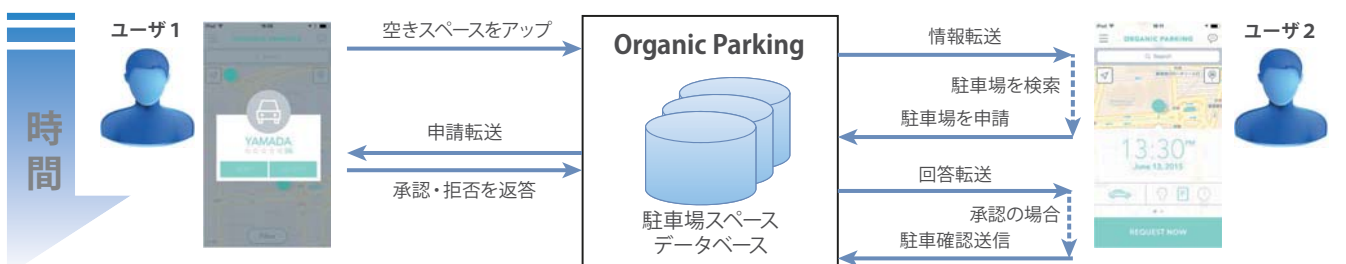 時間
ユーザ 1
YAMADA
空きスペースをアップ
申請転送
承認・拒否を返答
Organic Parking
駐車場スペース
データベース
情報転送
駐車場を検索
駐車場を申請
回答転送
承認の場合
駐車確認送信
ORGANIC PARKING
Search
13:30PM
June 13, 2015
REQUEST NOW
ユーザ 2